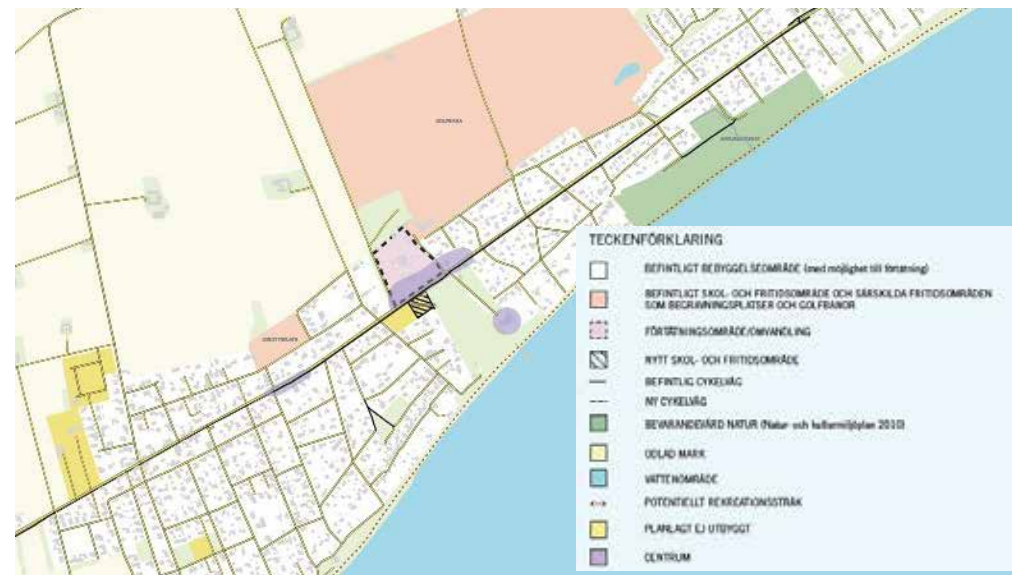 GOLFBANA
TECKENFÖRKLARING
BEFINTLIGT BEBYGGELSEOMRÅDE (med möjlighet till förtätning)
BEFINTLIGT SKOL- OCH FRITIDSOMRÅDE OCH SÄRSKILDA FRITIDSOMRÅDEN
SOM BEGRAVNINGSPLATSER OCH GOLFBANOR
FÖRTÄTNINGSOMRÅDE/OMVANDLING
NYTT SKOL- OCH FRITIDSOMRÅDE
BEFINTLIG CYKELVÄG
NY CYKELVÄG
BEVARANDEVÄRD NATUR (Natur- och kulturmiljöplan 2010)
ODLAD MARK
VATTENOMRÅDE
POTENTIELLT REKREATIONSSTRÅK
PLANLAGT EJ UTBYGGT
CENTRUM